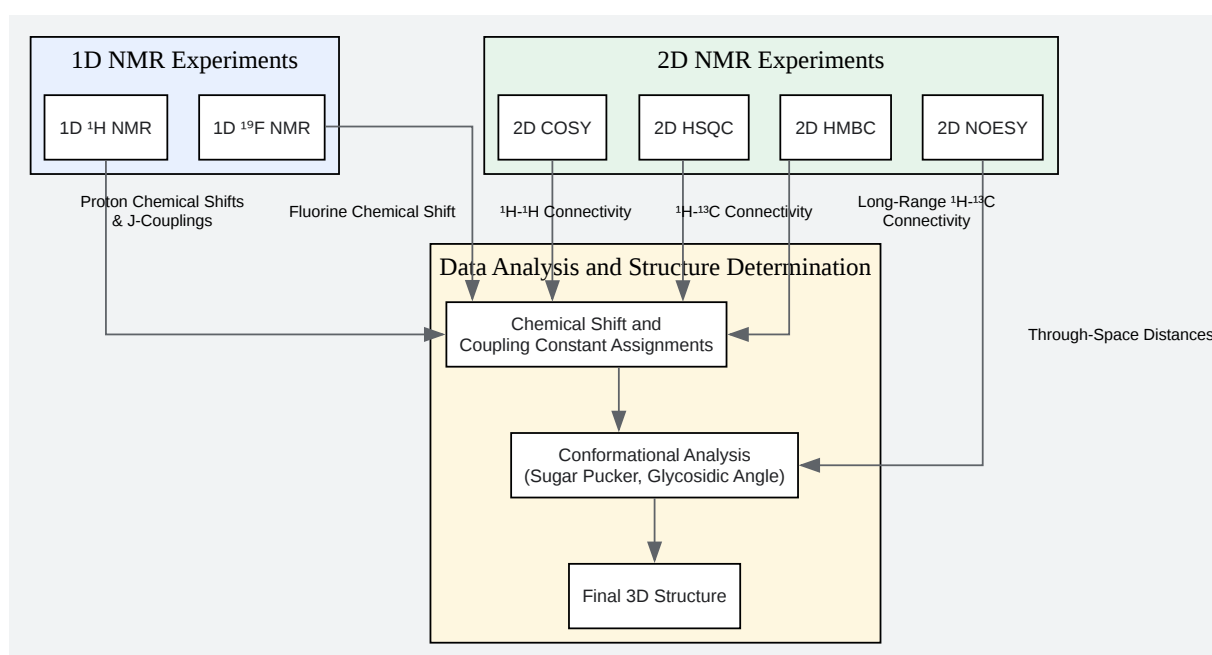 1D NMR Experiments
2D NMR Experiments
1D ¹H NMR
1D ¹⁹F NMR
2D COSY
2D HSQC
2D HMBC
2D NOESY
Proton Chemical Shifts
& J-Couplings
Fluorine Chemical Shift
¹H-¹H Connectivity
¹H-¹³C Connectivity
Long-Range ¹H-¹³C
Connectivity
Data Analysis and Structure Determination
Chemical Shift and
Coupling Constant Assignments
Through-Space Distances
Conformational Analysis
(Sugar Pucker, Glycosidic Angle)
Final 3D Structure